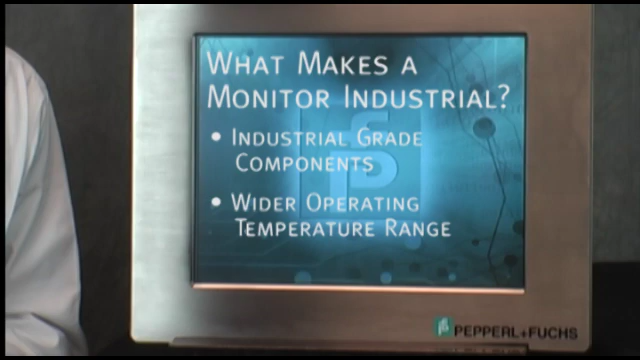 WHAT MAKES A
MONITOR INDUSTRIAL?
• INDUSTRIAL GRADE
COMPONENTS
• WIDER OPERATING
TEMPERATURE RANGE
PEPPERL+FUCHS